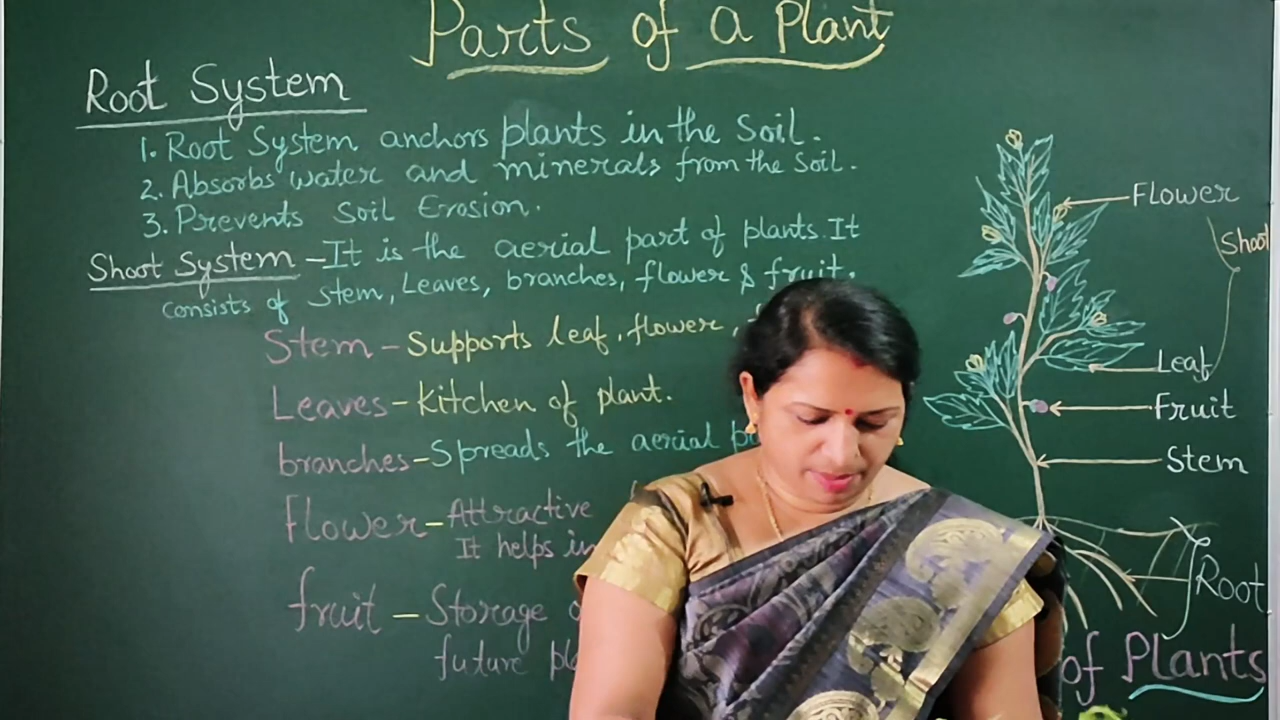 Parts of a Plant
Root System
1. Root System anchors plants in the Soil.
2. Absorbs water and minerals from the Soil.
3. Prevents Soil Erosion.
Shoot System – It is the aerial part of plants. It
consists of Stem, Leaves, branches, flower & fruit.
Stem – Supports leaf, flower,
Leaves – Kitchen of plant.
branches – Spreads the aerial
Flower – Attractive
It helps in
fruit – Storage
future
Flower
Shoot
Leaf
Fruit
Stem
Root
of Plants